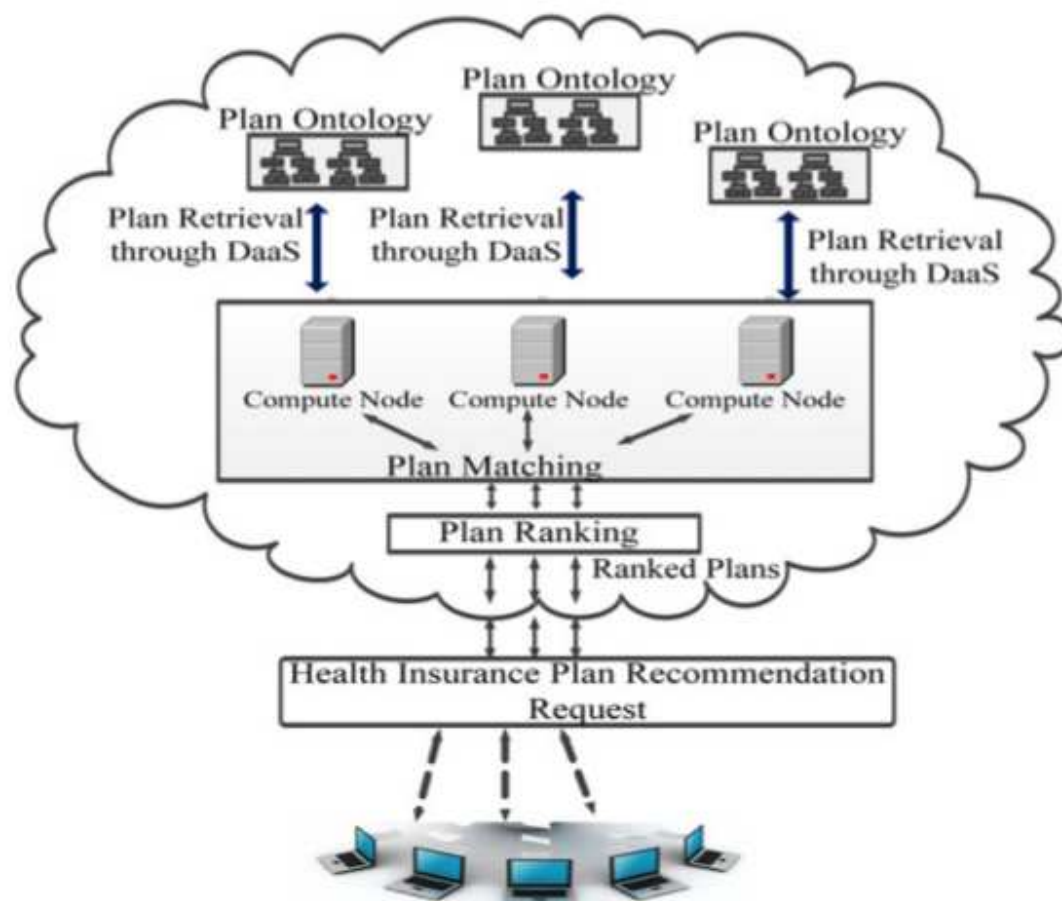 Plan Ontology
Plan Ontology
Plan Ontology
Plan Retrieval
through DaaS
Plan Retrieval
through DaaS
Plan Retrieval
through DaaS
Compute Node
Compute Node
Compute Node
Plan Matching
Plan Ranking
Ranked Plans
Health Insurance Plan Recommendation
Request